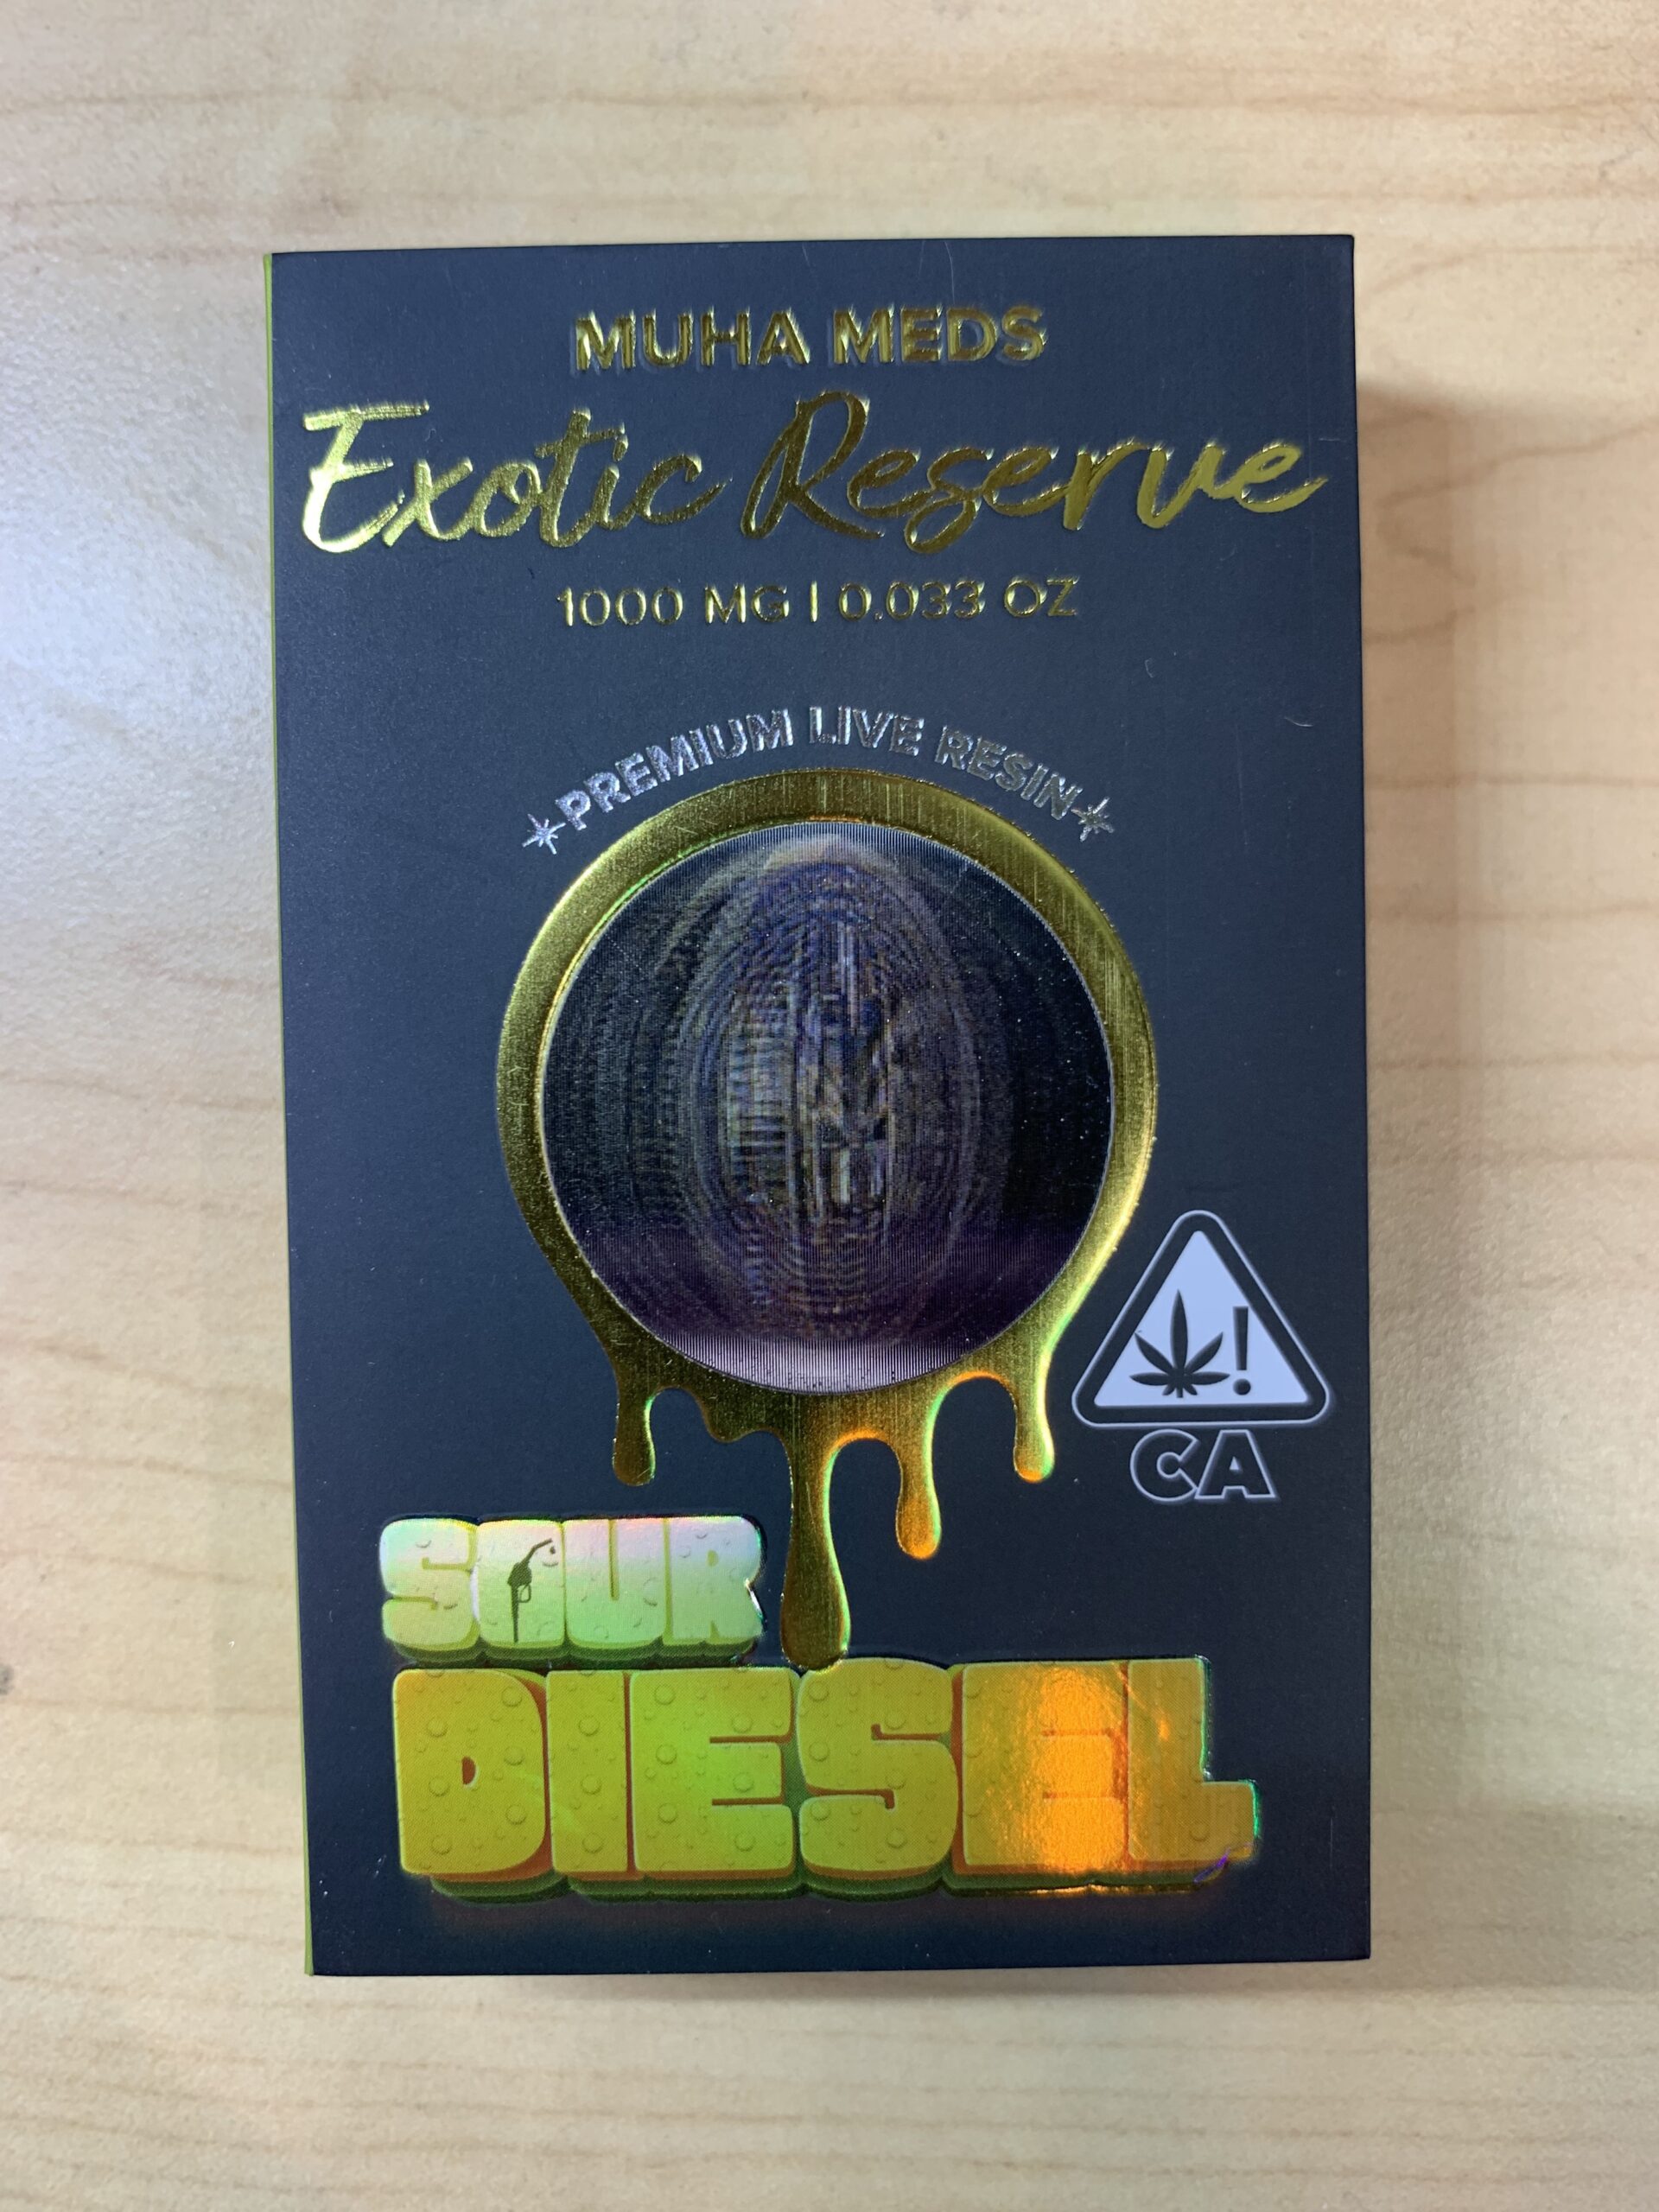 MUHA MEDS
Exotic Reserve
1000 MG | 0.033 OZ
PREMIUM LIVE RESIN
!
CA
SOUR
DIESEL